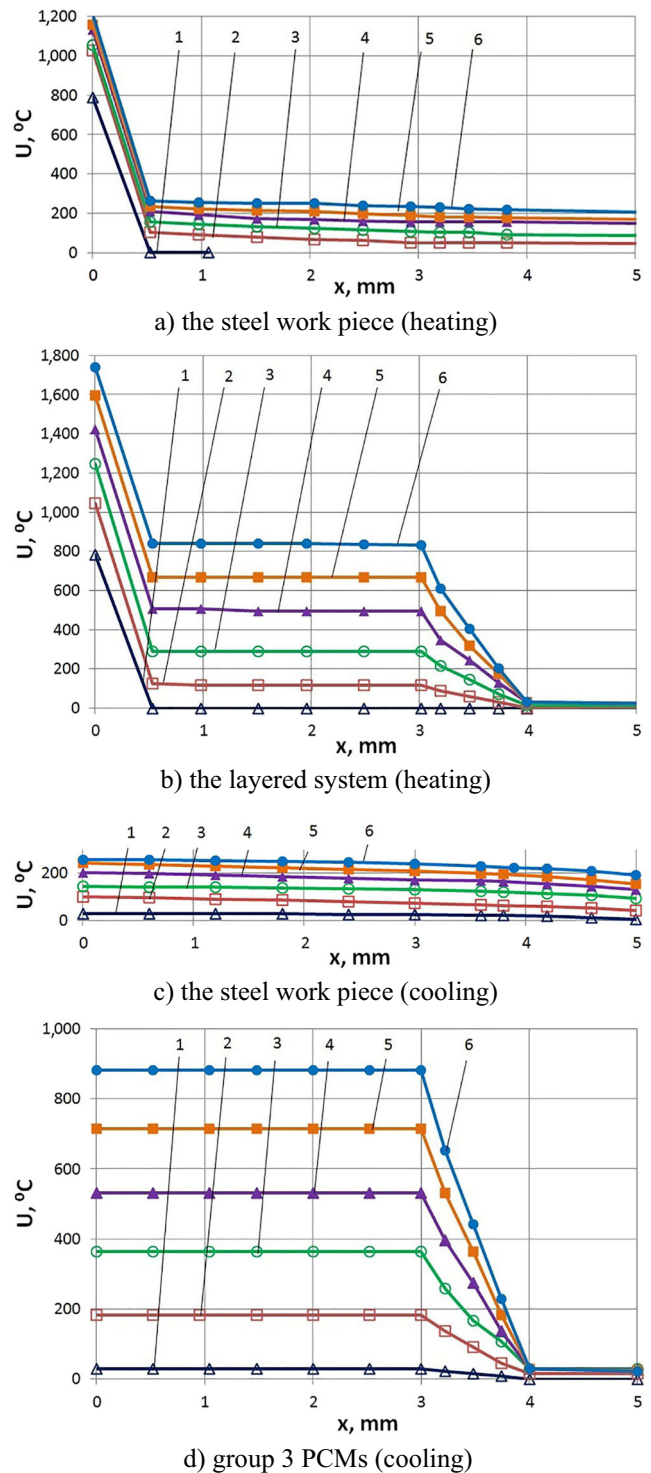 1,200
1,000
800
600
400
200
0
U, ⁰C
1 2 3 4 5 6
0 1 2 3 4 5
x, mm
a) the steel work piece (heating)
1,800
1,600
1,400
1,200
1,000
800
600
400
200
0
U, ⁰C
1 2 3 4 5 6
0 1 2 3 4 5
x, mm
b) the layered system (heating)
200
0
U, ⁰C
1 2 3 4 5 6
0 1 2 3 4 5
x, mm
c) the steel work piece (cooling)
1,000
800
600
400
200
0
U, ⁰C
1 2 3 4 5 6
0 1 2 3 4 5
x, mm
d) group 3 PCMs (cooling)